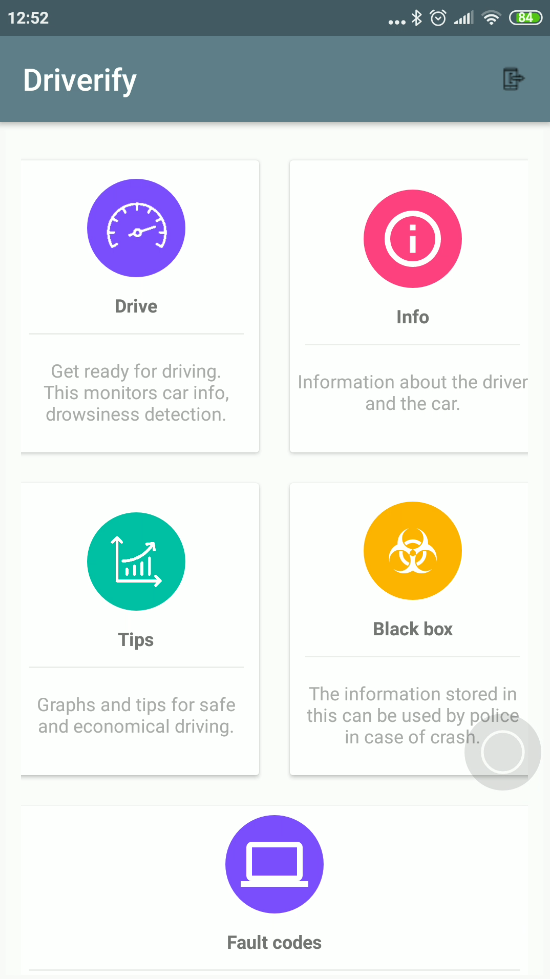 12:52
84
Driverify
Drive
Get ready for driving.
This monitors car info,
drowsiness detection.
Info
Information about the driver
and the car.
Tips
Graphs and tips for safe
and economical driving.
Black box
The information stored in
this can be used by police
in case of crash.
Fault codes